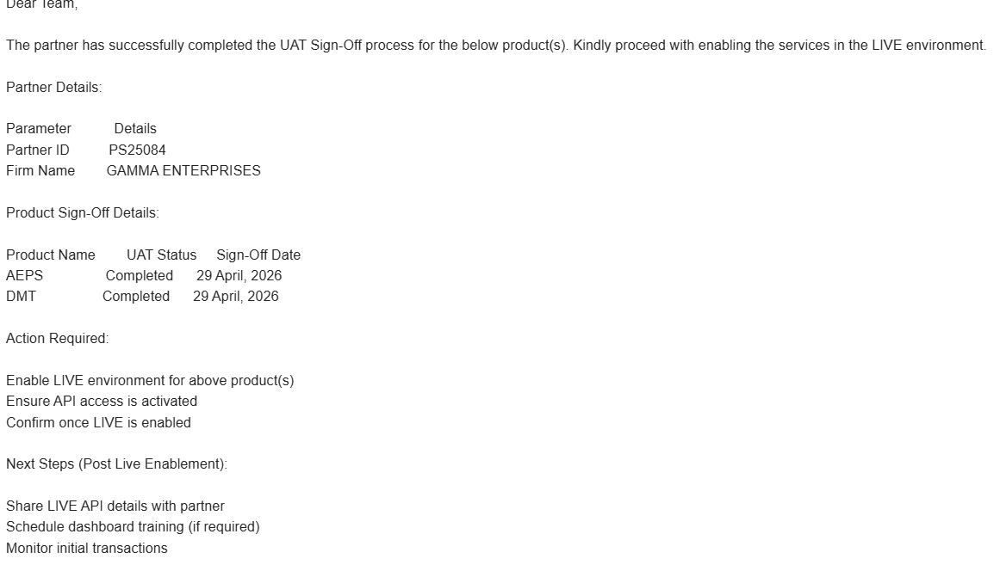 Dear Team,
The partner has successfully completed the UAT Sign-Off process for the below product(s). Kindly proceed with enabling the services in the LIVE environment.
Partner Details:
Parameter Details
Partner ID PS25084
Firm Name GAMMA ENTERPRISES
Product Sign-Off Details:
Product Name UAT Status Sign-Off Date
AEPS Completed 29 April, 2026
DMT Completed 29 April, 2026
Action Required:
Enable LIVE environment for above product(s)
Ensure API access is activated
Confirm once LIVE is enabled
Next Steps (Post Live Enablement):
Share LIVE API details with partner
Schedule dashboard training (if required)
Monitor initial transactions